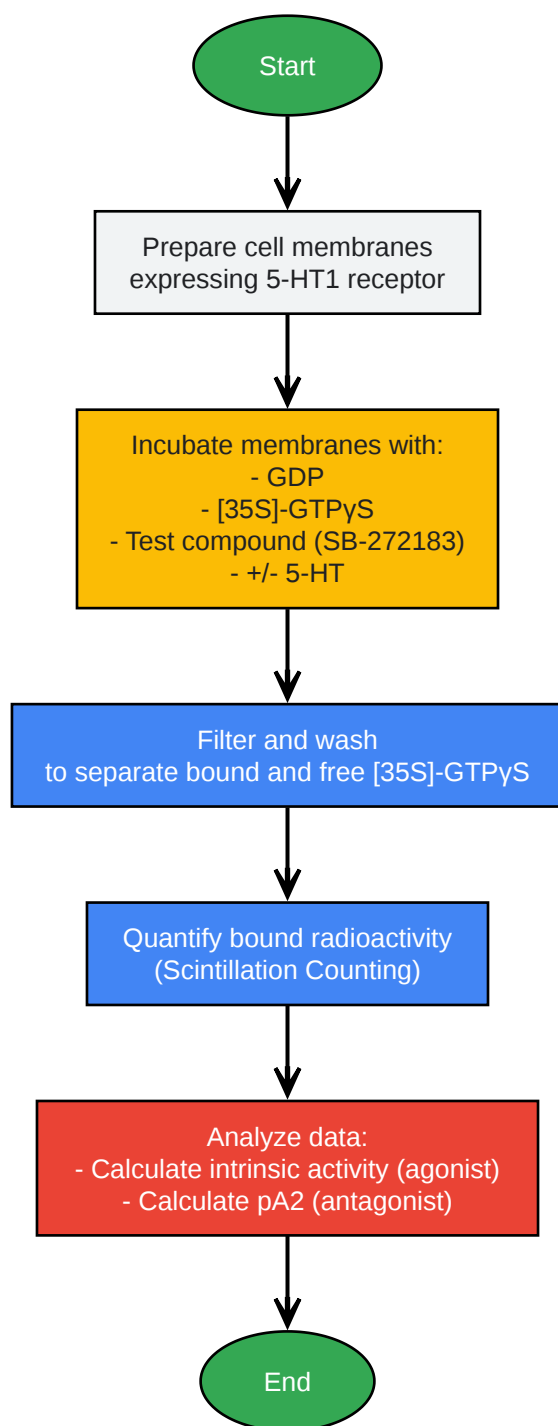 Start
Prepare cell membranes
expressing 5-HT1 receptor
Incubate membranes with:
- GDP
- [35S]-GTPγS
- Test compound (SB-272183)
- +/- 5-HT
Filter and wash
to separate bound and free [35S]-GTPγS
Quantify bound radioactivity
(Scintillation Counting)
Analyze data:
- Calculate intrinsic activity (agonist)
- Calculate pA2 (antagonist)
End